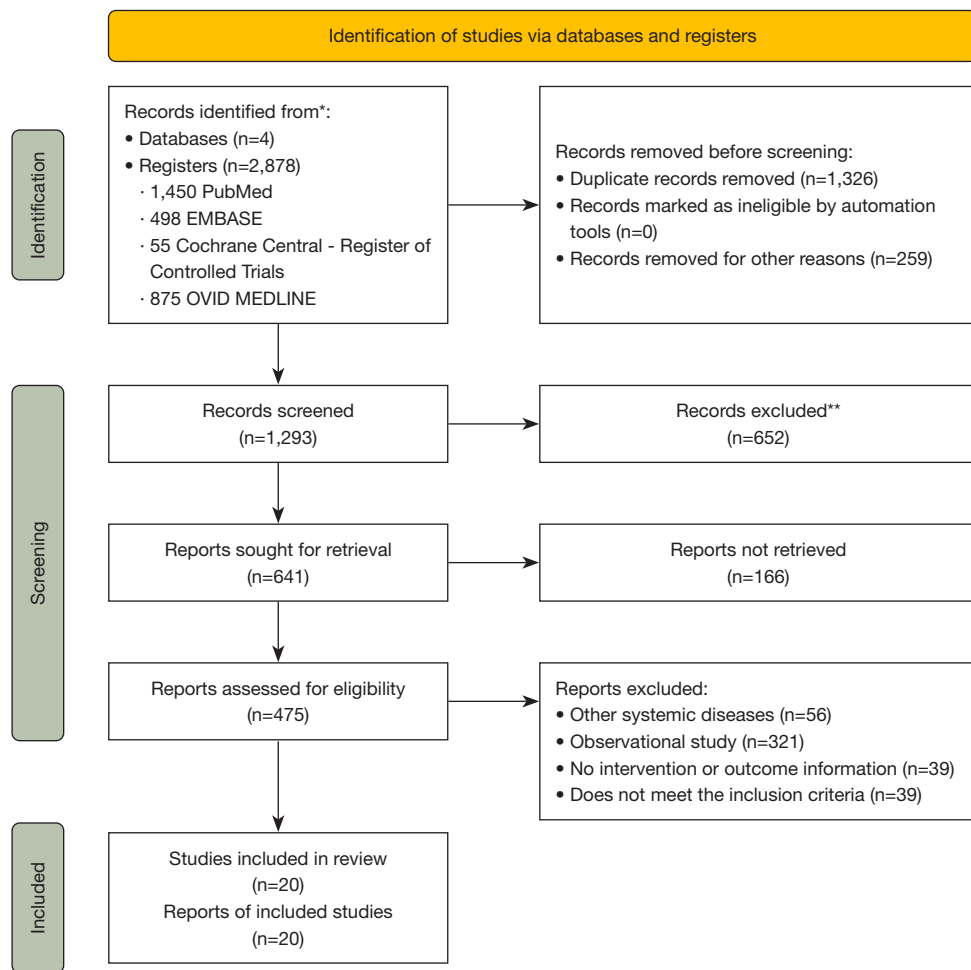 Identification of studies via databases and registers
Identification
Records identified from*:
• Databases (n=4)
• Registers (n=2,878)
· 1,450 PubMed
· 498 EMBASE
· 55 Cochrane Central - Register of
Controlled Trials
· 875 OVID MEDLINE
Records removed before screening:
• Duplicate records removed (n=1,326)
• Records marked as ineligible by automation
tools (n=0)
• Records removed for other reasons (n=259)
Screening
Records screened
(n=1,293)
Records excluded**
(n=652)
Reports sought for retrieval
(n=641)
Reports not retrieved
(n=166)
Reports assessed for eligibility
(n=475)
Reports excluded:
• Other systemic diseases (n=56)
• Observational study (n=321)
• No intervention or outcome information (n=39)
• Does not meet the inclusion criteria (n=39)
Included
Studies included in review
(n=20)
Reports of included studies
(n=20)